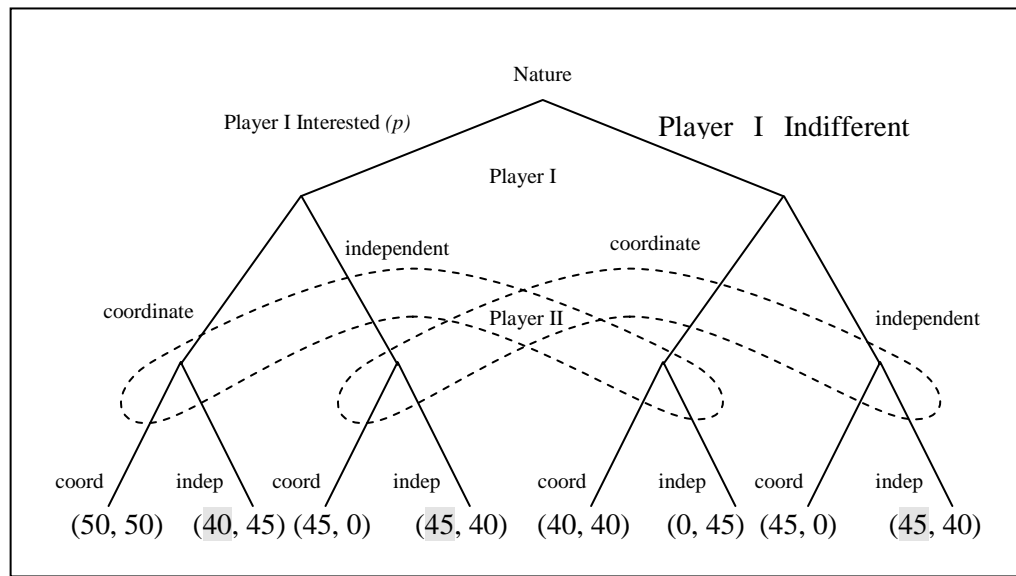 Nature
Player I Interested (p)
Player I Indifferent
Player I
independent
coordinate
coordinate
Player II
independent
coord indep coord indep coord indep coord indep
(50, 50) (40, 45) (45, 0) (45, 40) (40, 40) (0, 45) (45, 0) (45, 40)